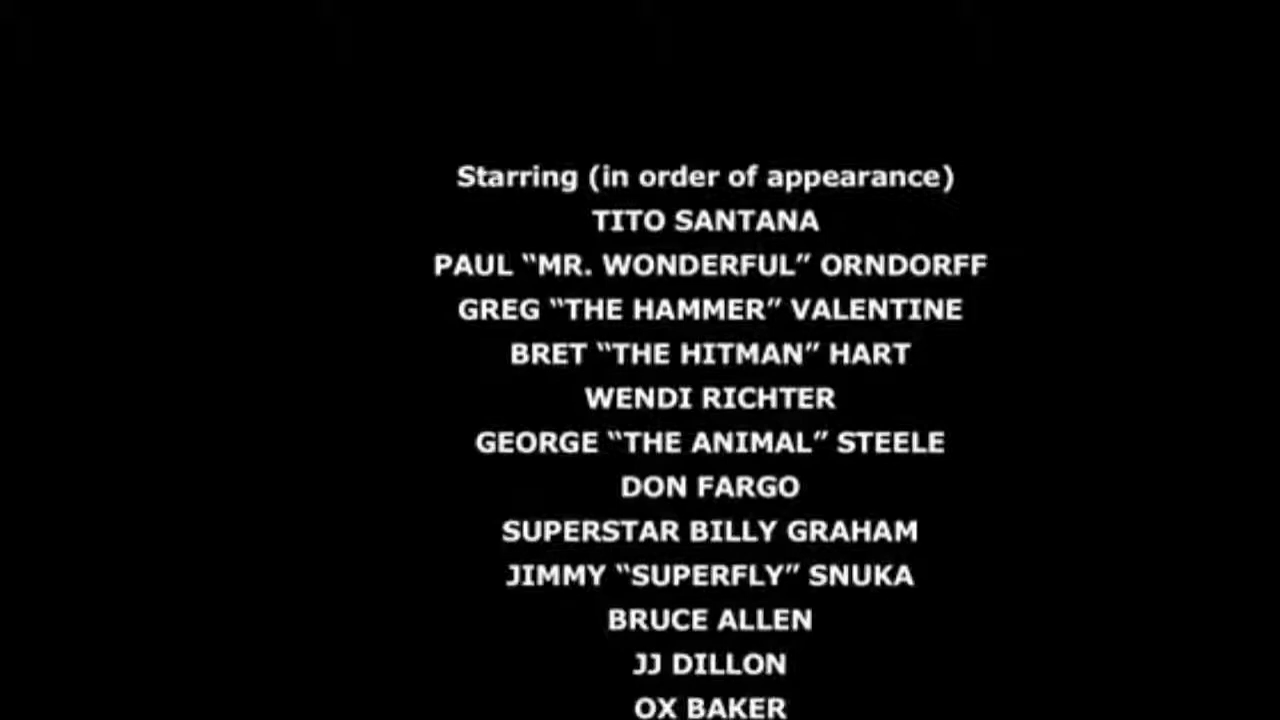 Starring (in order of appearance)
TITO SANTANA
PAUL “MR. WONDERFUL” ORNDORFF
GREG “THE HAMMER” VALENTINE
BRET “THE HITMAN” HART
WENDI RICHTER
GEORGE “THE ANIMAL” STEELE
DON FARGO
SUPERSTAR BILLY GRAHAM
JIMMY “SUPERFLY” SNUKA
BRUCE ALLEN
JJ DILLON
OX BAKER